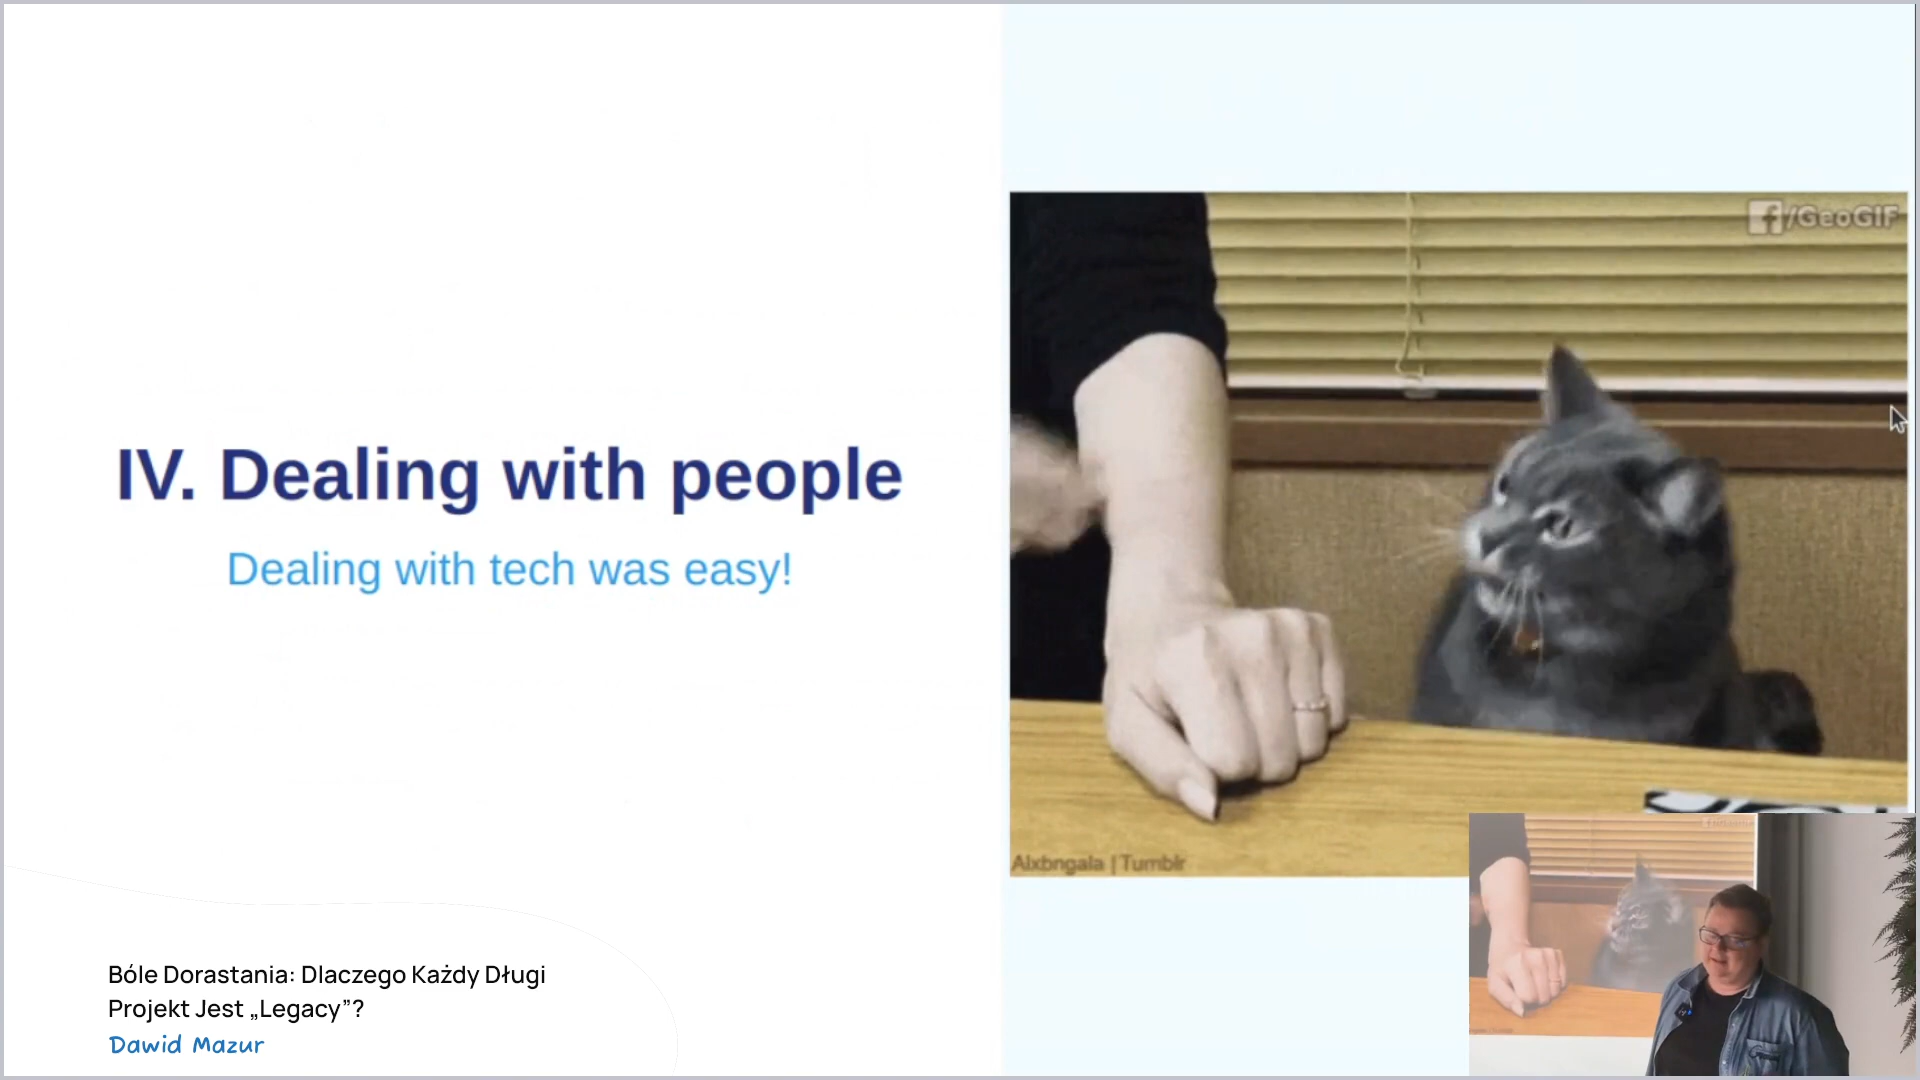 IV. Dealing with people
Dealing with tech was easy!
/GeoGIF
Alxbngala | Tumblr
Bóle Dorastania: Dlaczego Każdy Długi
Projekt Jest „Legacy”?
Dawid Mazur